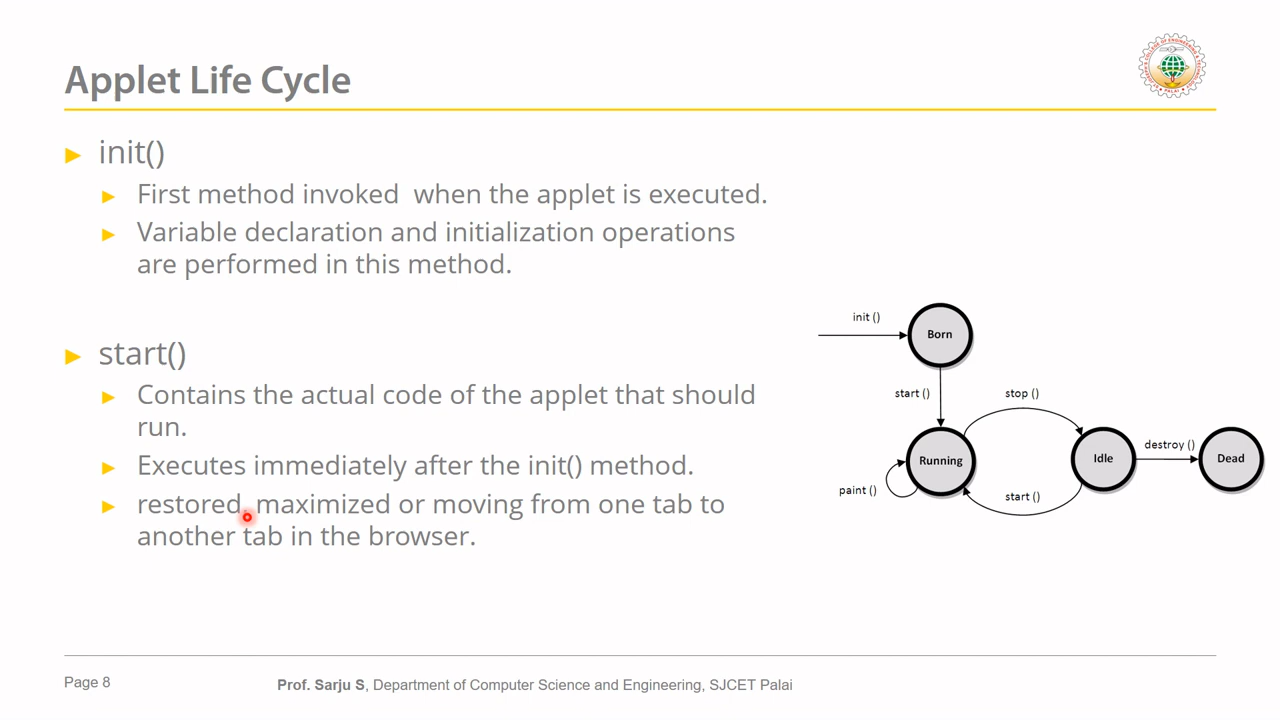 Applet Life Cycle
init()
First method invoked when the applet is executed.
Variable declaration and initialization operations
are performed in this method.
start()
Contains the actual code of the applet that should
run.
Executes immediately after the init() method.
restored, maximized or moving from one tab to
another tab in the browser.
init ()
Born
start ()
stop ()
Running
Idle
destroy ()
Dead
paint ()
start ()
Page 8
Prof. Sarju S, Department of Computer Science and Engineering, SJCET Palai